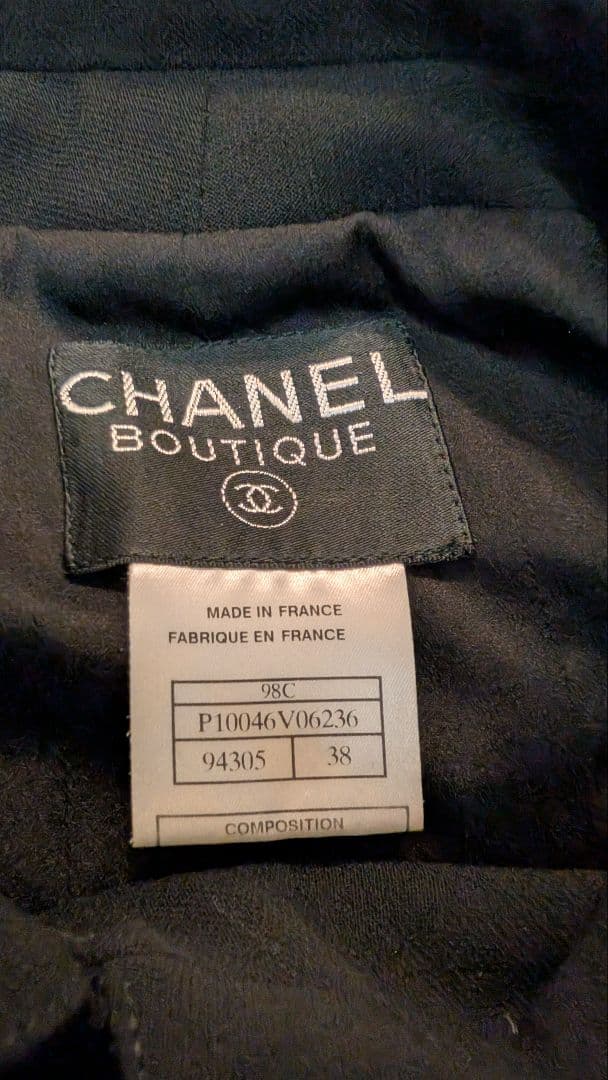 CHANEL
BOUTIQUE
MADE IN FRANCE
FABRIQUE EN FRANCE
98C
P10046V06236
94305 38
COMPOSITION